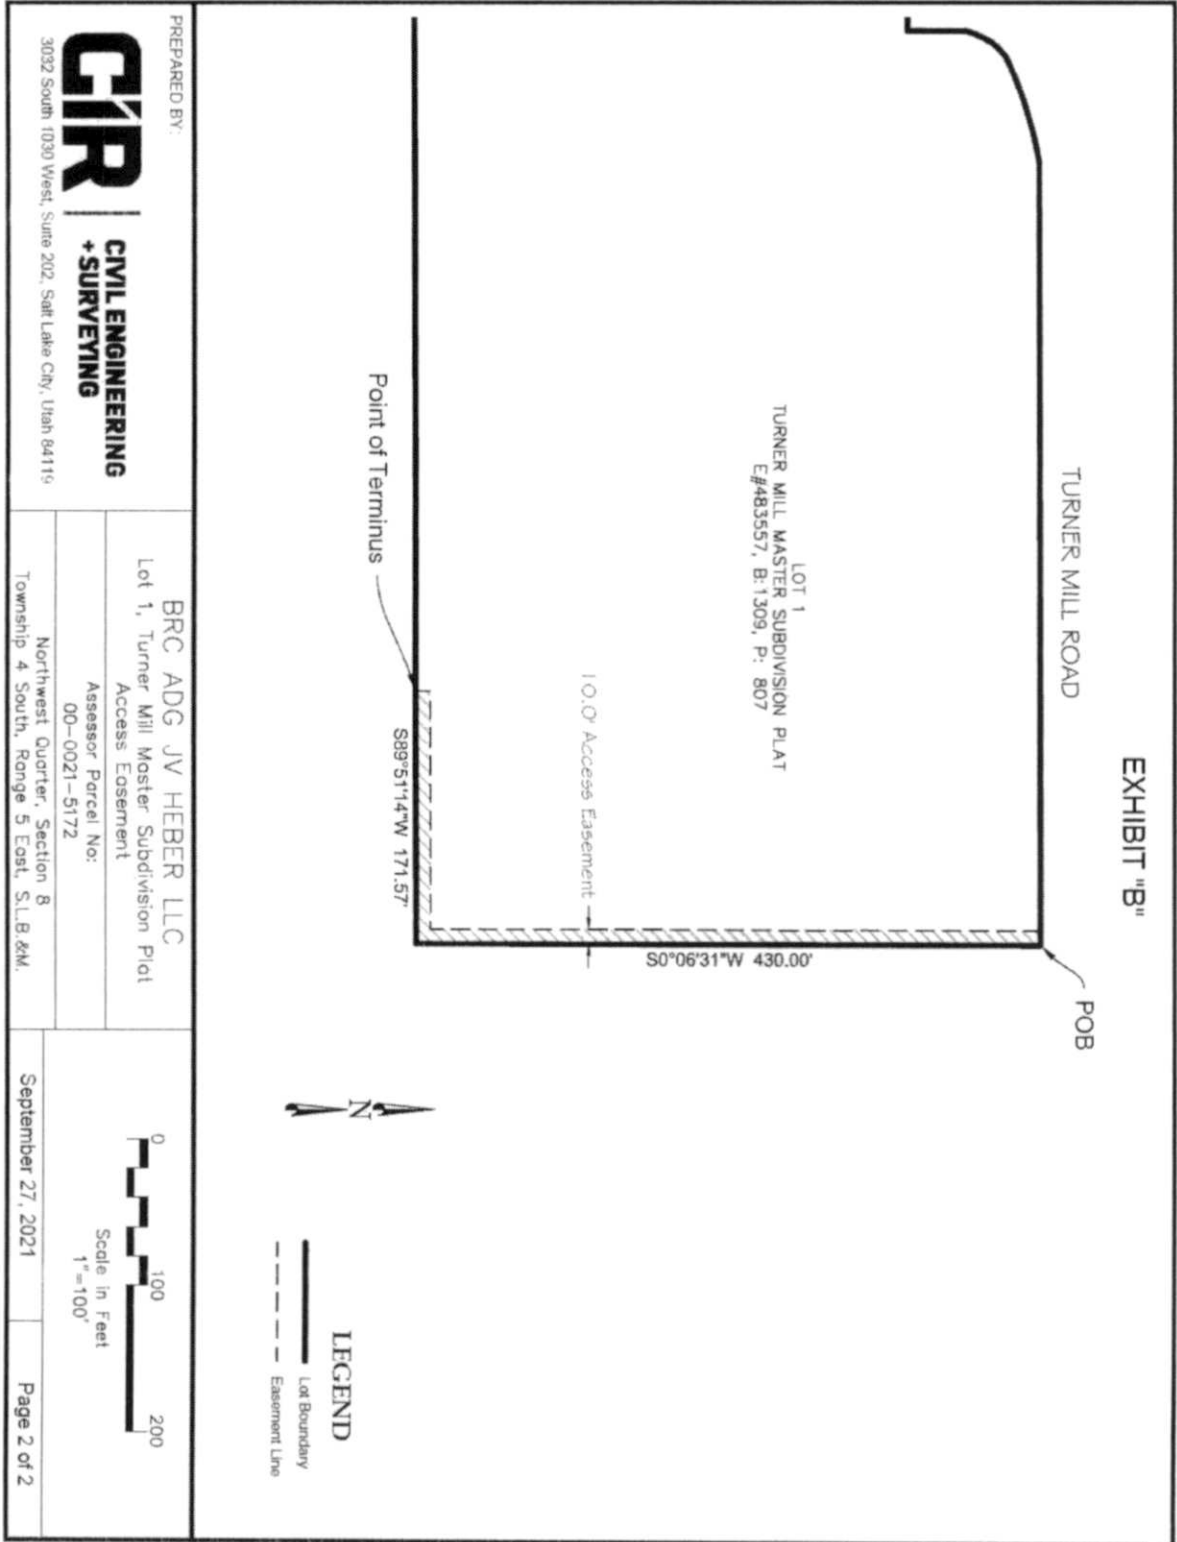 EXHIBIT "B"
TURNER MILL ROAD
POB
LOT 1
TURNER MILL MASTER SUBDIVISION PLAT
E#483557, B:1309, P: 807
S0°06'31"W 430.00'
10.0' Access Easement
Point of Terminus
S89°51'14"W 171.57'
N
LEGEND
Lot Boundary
Easement Line
PREPARED BY:
CIR
CIVIL ENGINEERING
+SURVEYING
3032 South 1030 West, Suite 202, Salt Lake City, Utah 84119
BRC ADG JV HEBER LLC
Lot 1, Turner Mill Master Subdivision Plat
Access Easement
Assessor Parcel No:
00-0021-5172
Northwest Quarter, Section 8
Township 4 South, Range 5 East, S.L.B.&M.
0 100 200
Scale in Feet
1"=100'
September 27, 2021
Page 2 of 2